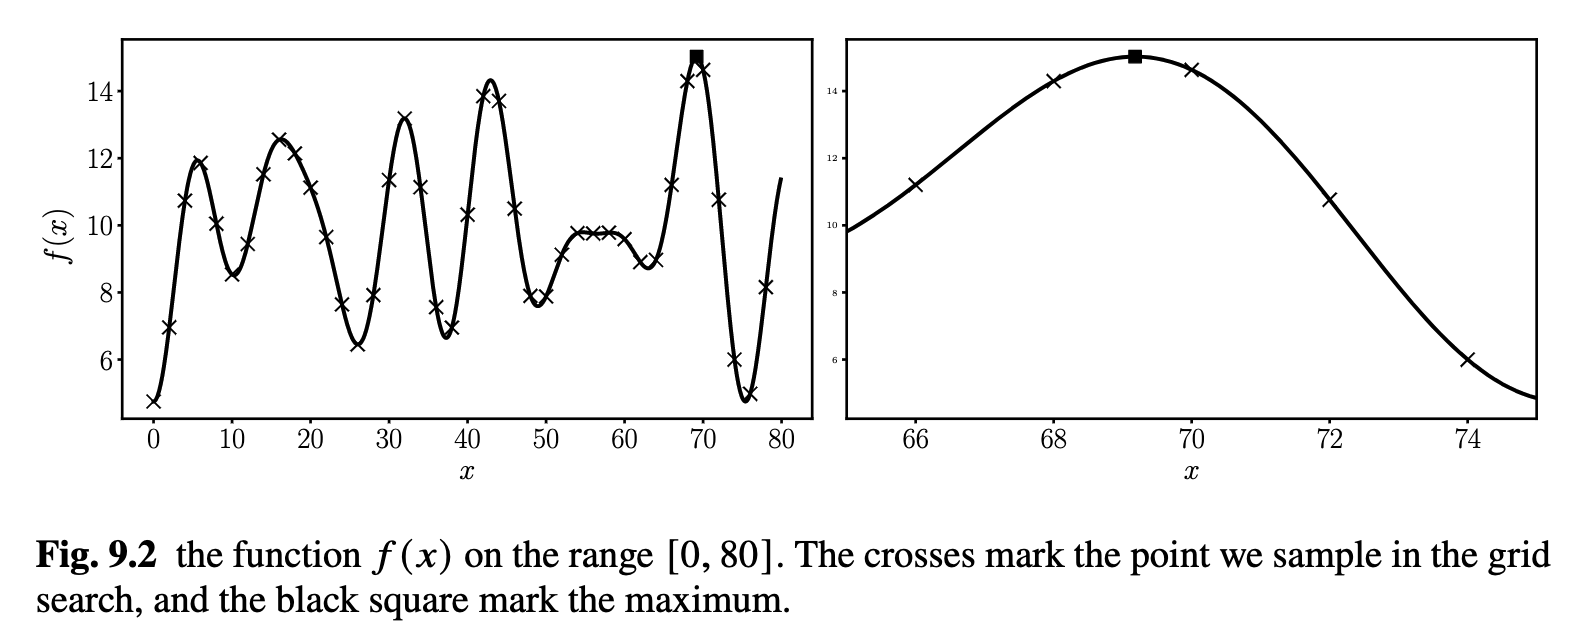 14
12
10
8
6
f(x)
0 10 20 30 40 50 60 70 80
x
14
12
10
8
6
66 68 70 72 74
x
Fig. 9.2 the function f(x) on the range [0, 80]. The crosses mark the point we sample in the grid
search, and the black square mark the maximum.